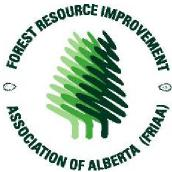 FOREST RESOURCE IMPROVEMENT
ASSOCIATION OF ALBERTA (FRIAA)